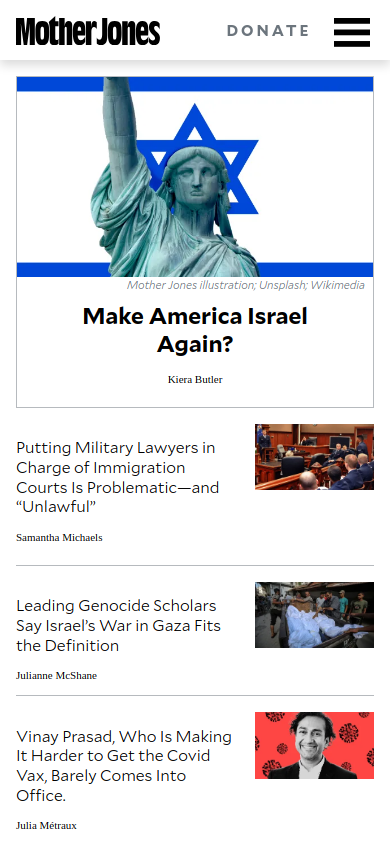 Mother Jones
DONATE
Mother Jones illustration; Unsplash; Wikimedia
Make America Israel
Again?
Kiera Butler
Putting Military Lawyers in
Charge of Immigration
Courts Is Problematic—and
“Unlawful”
Samantha Michaels
Leading Genocide Scholars
Say Israel’s War in Gaza Fits
the Definition
Julianne McShane
Vinay Prasad, Who Is Making
It Harder to Get the Covid
Vax, Barely Comes Into
Office.
Julia Métraux